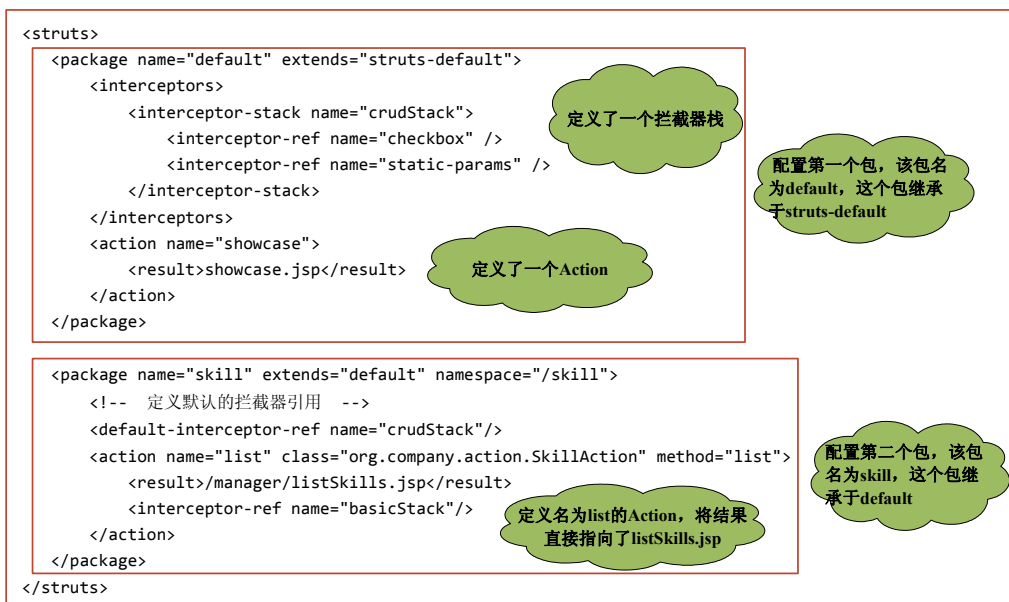 <struts>
<package name="default" extends="struts-default">
<interceptors>
<interceptor-stack name="crudStack">
<interceptor-ref name="checkbox" />
<interceptor-ref name="static-params" />
</interceptor-stack>
</interceptors>
<action name="showcase">
<result>showcase.jsp</result>
</action>
</package>
定义了一个拦截器栈
定义了一个Action
配置第一个包，该包名
为default，这个包继承
于struts-default
<package name="skill" extends="default" namespace="/skill">
<!-- 定义默认的拦截器引用 -->
<default-interceptor-ref name="crudStack"/>
<action name="list" class="org.company.action.SkillAction" method="list">
<result>/manager/listSkills.jsp</result>
<interceptor-ref name="basicStack"/>
</action>
</package>
定义名为list的Action，将结果
直接指向了listSkills.jsp
配置第二个包，该包
名为skill，这个包继
承于default
</struts>